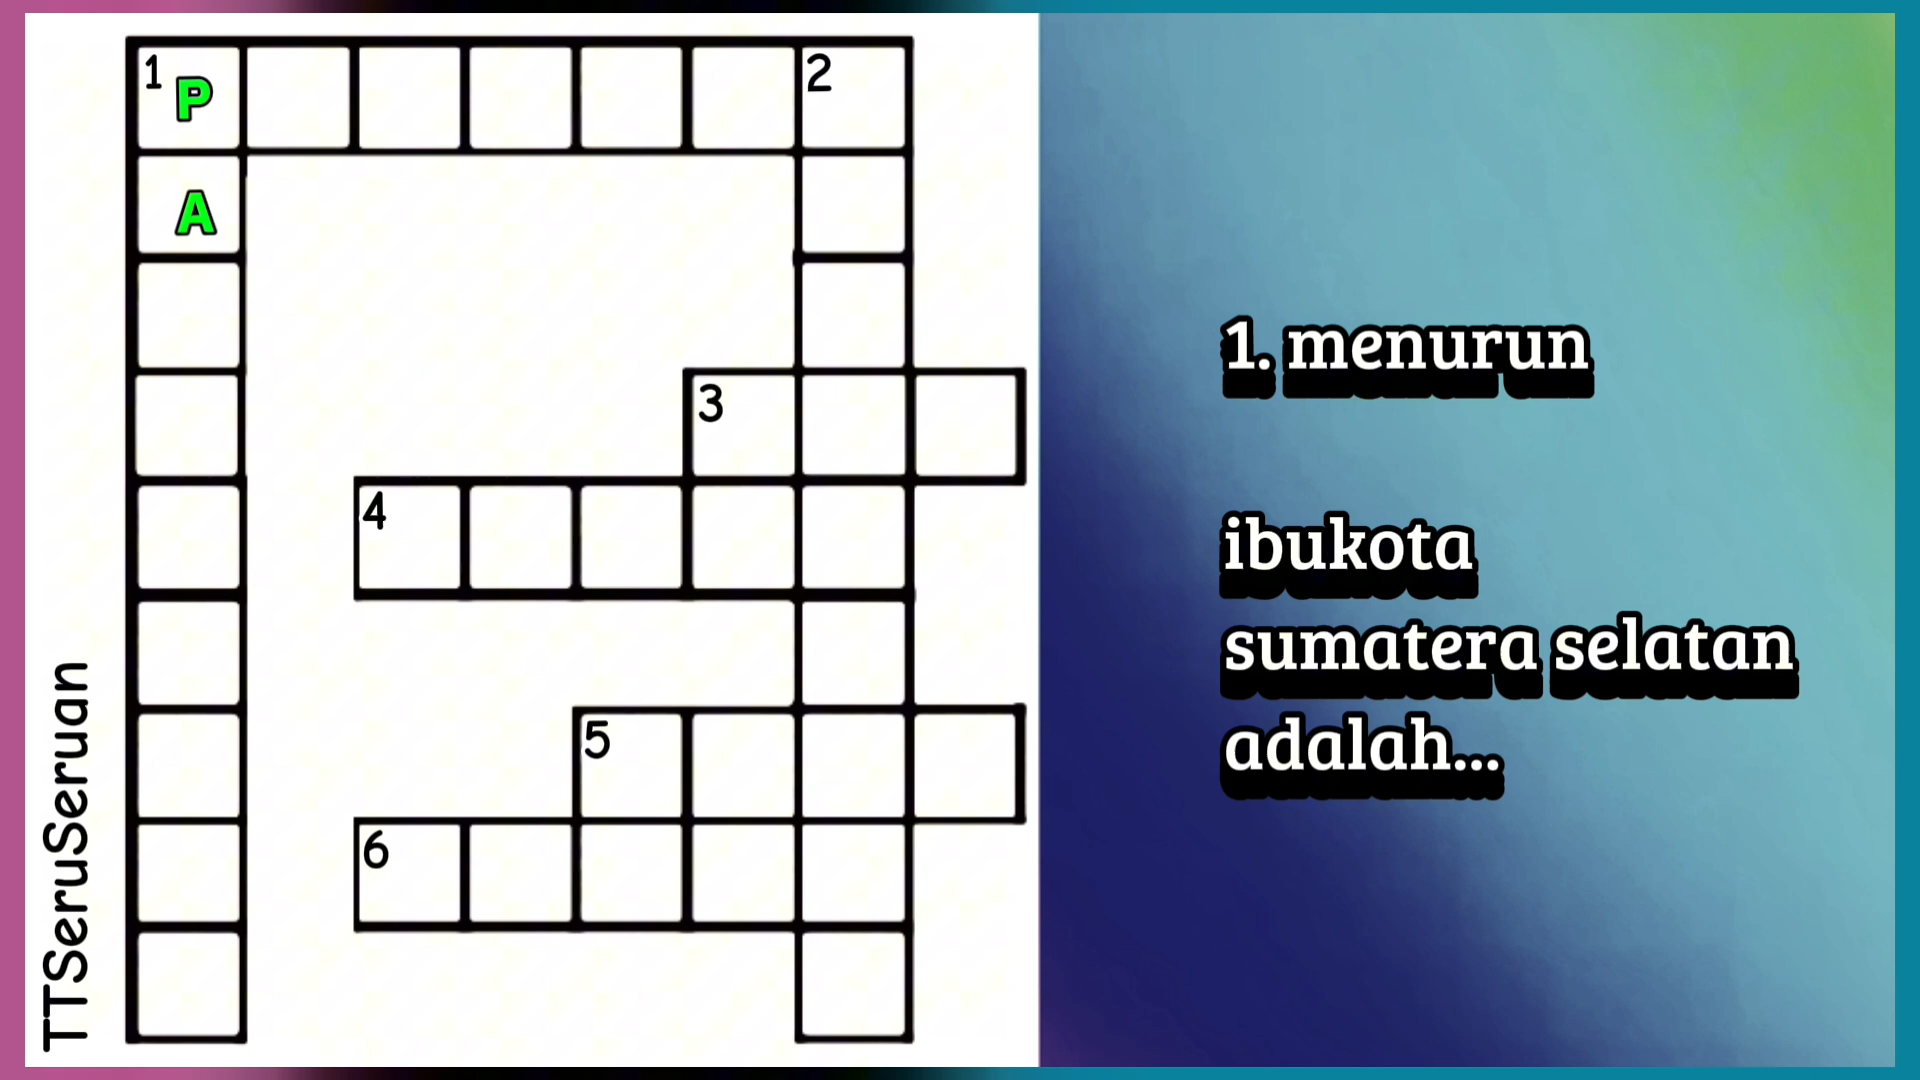 1 P 2
A
3
4
5
6
TTSeruSeruan
1. menurun
ibukota
sumatera selatan
adalah...